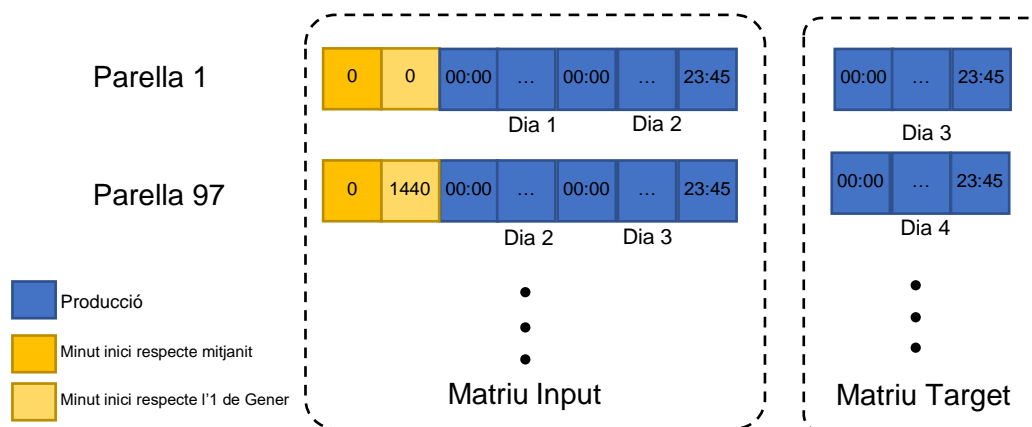 Parella 1
0 0 00:00 … 00:00 … 23:45
00:00 … 23:45
Dia 1 Dia 2
Dia 3
Parella 97
0 1440 00:00 … 00:00 … 23:45
00:00 … 23:45
Dia 2 Dia 3
Dia 4
Producció
Minut inici respecte mitjanit
Minut inici respecte l'1 de Gener
Matriu Input
Matriu Target